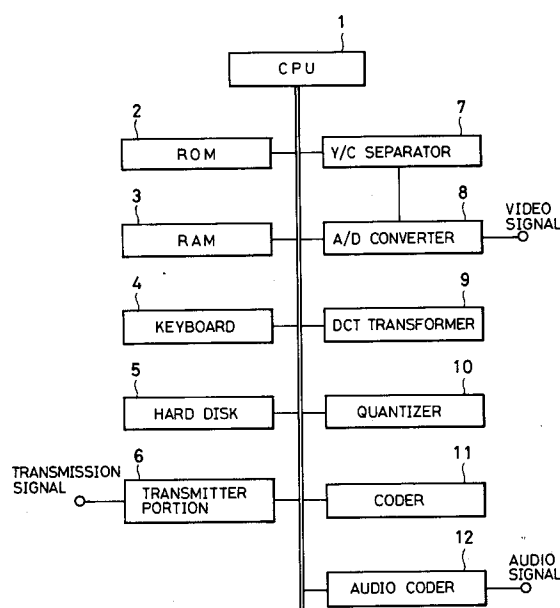 1
CPU
2
ROM
7
Y/C SEPARATOR
3
RAM
8
A/D CONVERTER
VIDEO
SIGNAL
4
KEYBOARD
9
DCT TRANSFORMER
5
HARD DISK
10
QUANTIZER
TRANSMISSION
SIGNAL
6
TRANSMITTER
PORTION
11
CODER
12
AUDIO CODER
AUDIO
SIGNAL